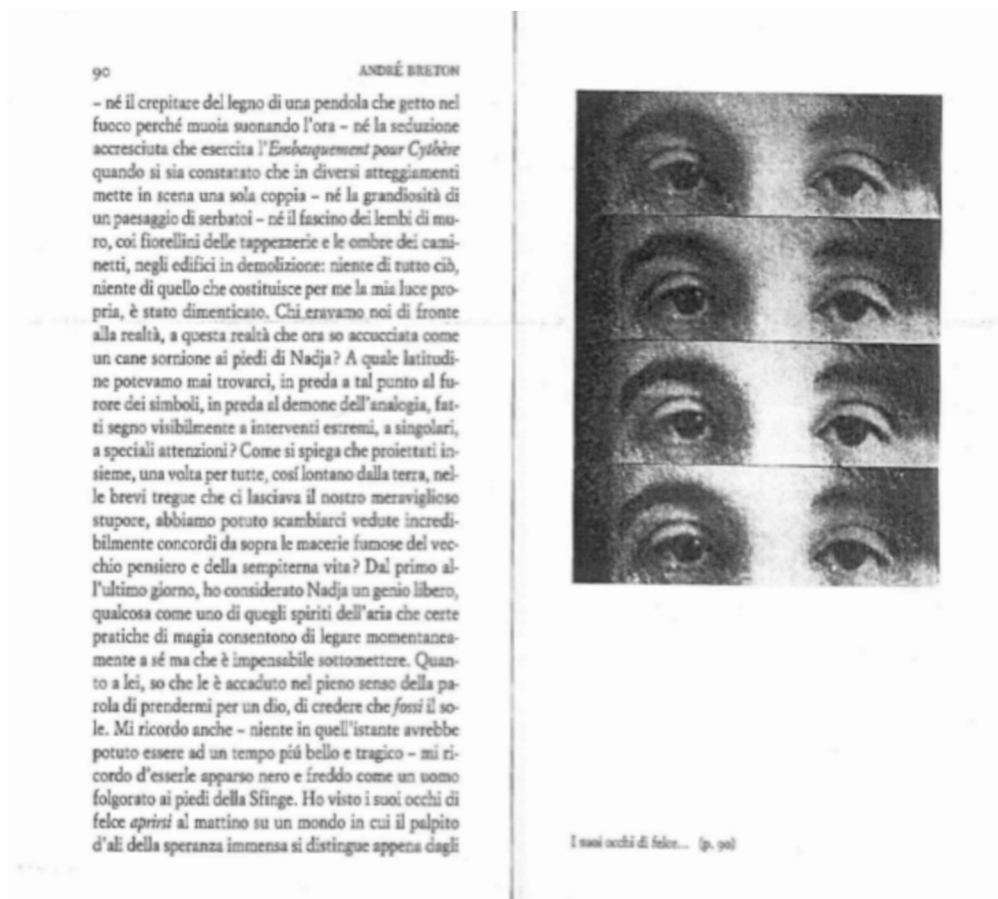 90
ANDRÉ BRETON
– né il crepitare del legno di una pendola che getto nel
fuoco perché muoia suonando l'ora – né la seduzione
accresciuta che esercita l'Embarquement pour Cythère
quando si sia constatato che in diversi atteggiamenti
mette in scena una sola coppia – né la grandiosità di
un paesaggio di serbatoi – né il fascino dei lembi di mu-
ro, coi fiorellini delle tappezzerie e le ombre dei cami-
netti, negli edifici in demolizione: niente di tutto ciò,
niente di quello che costituisce per me la mia luce pro-
pria, è stato dimenticato. Chi eravamo noi di fronte
alla realtà, a questa realtà che ora so accucciata come
un cane sornione ai piedi di Nadja? A quale latitudi-
ne potevamo mai trovarci, in preda a tal punto al fu-
rore dei simboli, in preda al demone dell'analogia, fat-
ti segno visibilmente a interventi estremi, a singolari,
a speciali attenzioni? Come si spiega che proiettati in-
sieme, una volta per tutte, cosí lontano dalla terra, nel-
le brevi tregue che ci lasciava il nostro meraviglioso
stupore, abbiamo potuto scambiarci vedute incredi-
bilmente concordi da sopra le macerie fumose del vec-
chio pensiero e della sempiterna vita? Dal primo al-
l'ultimo giorno, ho considerato Nadja un genio libero,
qualcosa come uno di quegli spiriti dell'aria che certe
pratiche di magia consentono di legare momentanea-
mente a sé ma che è impensabile sottomettere. Quan-
to a lei, so che le è accaduto nel pieno senso della pa-
rola di prendermi per un dio, di credere che fossi il so-
le. Mi ricordo anche – niente in quell'istante avrebbe
potuto essere ad un tempo piú bello e tragico – mi ri-
cordo d'esserle apparso nero e freddo come un uomo
folgorato ai piedi della Sfinge. Ho visto i suoi occhi di
felce aprirsi al mattino su un mondo in cui il palpito
d'ali della speranza immensa si distingue appena dagli
I suoi occhi di felce... (p. 90)